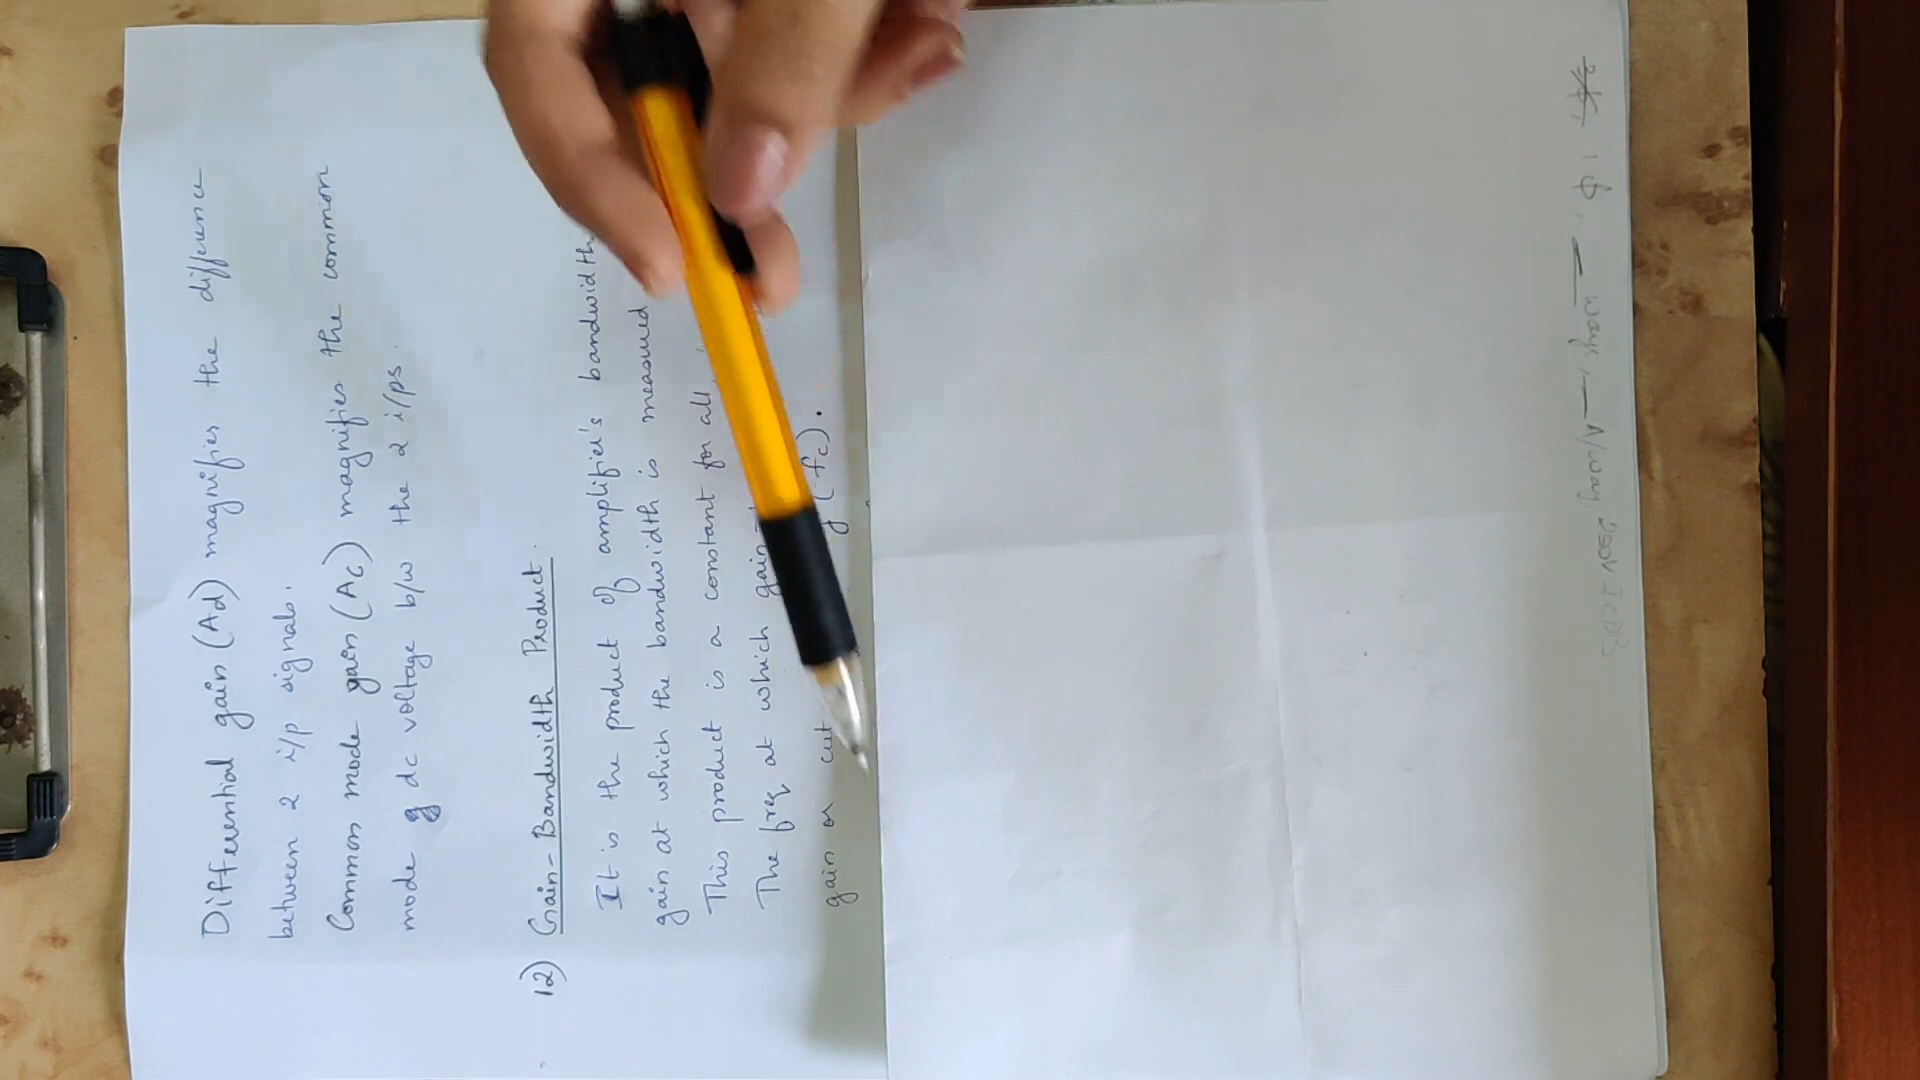 Differential gain (Ad) magnifies the difference
between 2 i/p signals.
Common mode gain (Ac) magnifies the common
mode dc voltage b/w the 2 i/ps.
12) Gain-Bandwidth Product.
It is the product of amplifier's bandwidth
gain at which the bandwidth is measured
This product is a constant for all
The freq at which gain
gain or cut (fc).